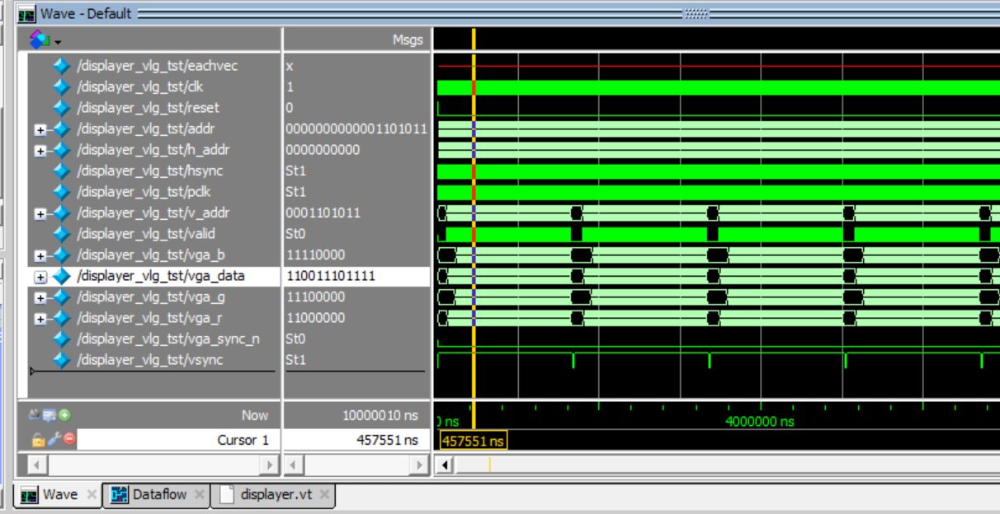 Wave - Default
Msgs
/displayer_vlg_tst/eachvec x
/displayer_vlg_tst/clk 1
/displayer_vlg_tst/reset 0
/displayer_vlg_tst/addr 0000000000001101011
/displayer_vlg_tst/h_addr 0000000000
/displayer_vlg_tst/hsync St1
/displayer_vlg_tst/pclk St1
/displayer_vlg_tst/v_addr 0001101011
/displayer_vlg_tst/valid St0
/displayer_vlg_tst/vga_b 11110000
/displayer_vlg_tst/vga_data 110011101111
/displayer_vlg_tst/vga_g 11100000
/displayer_vlg_tst/vga_r 11000000
/displayer_vlg_tst/vga_sync_n St0
/displayer_vlg_tst/vsync St1
Now 10000010 ns ns 4000000 ns
Cursor 1 457551 ns 457551 ns
Wave Dataflow displayer.vt